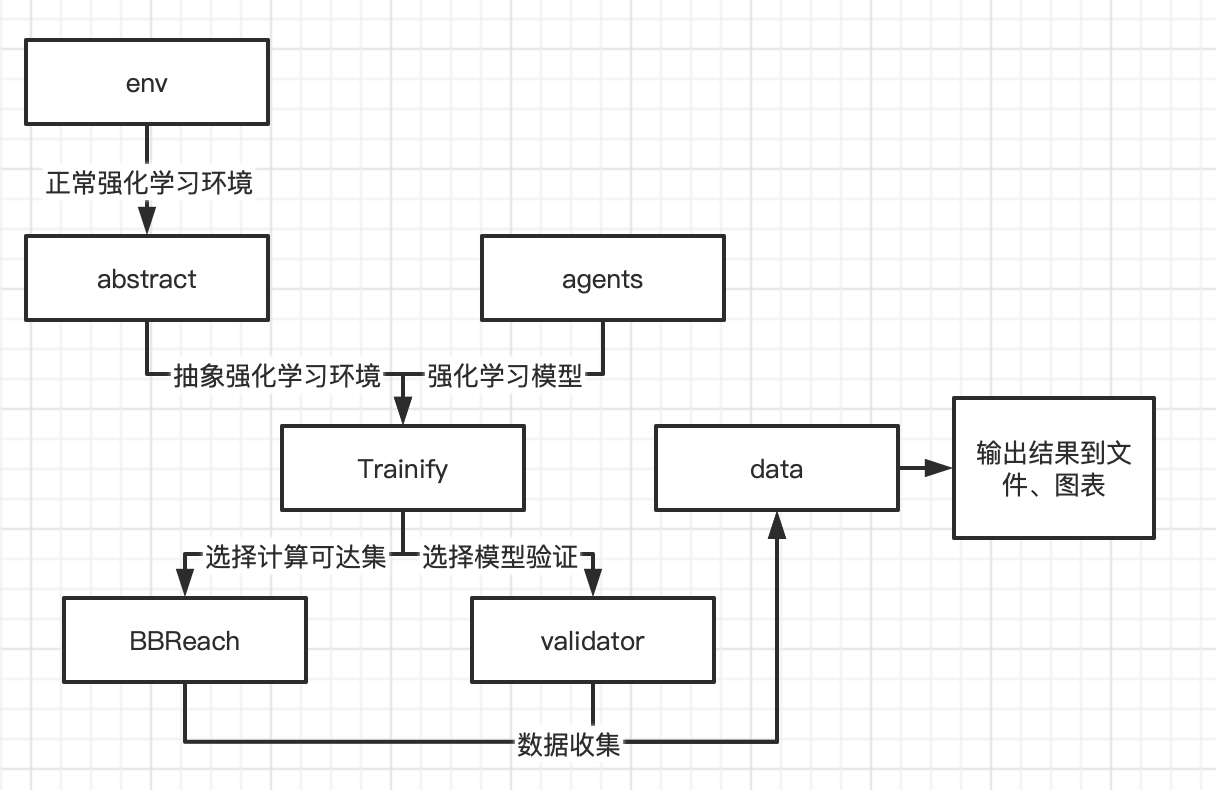 env
正常强化学习环境
abstract
agents
抽象强化学习环境
强化学习模型
Trainify
data
输出结果到文
件、图表
选择计算可达集
选择模型验证
BBReach
validator
数据收集